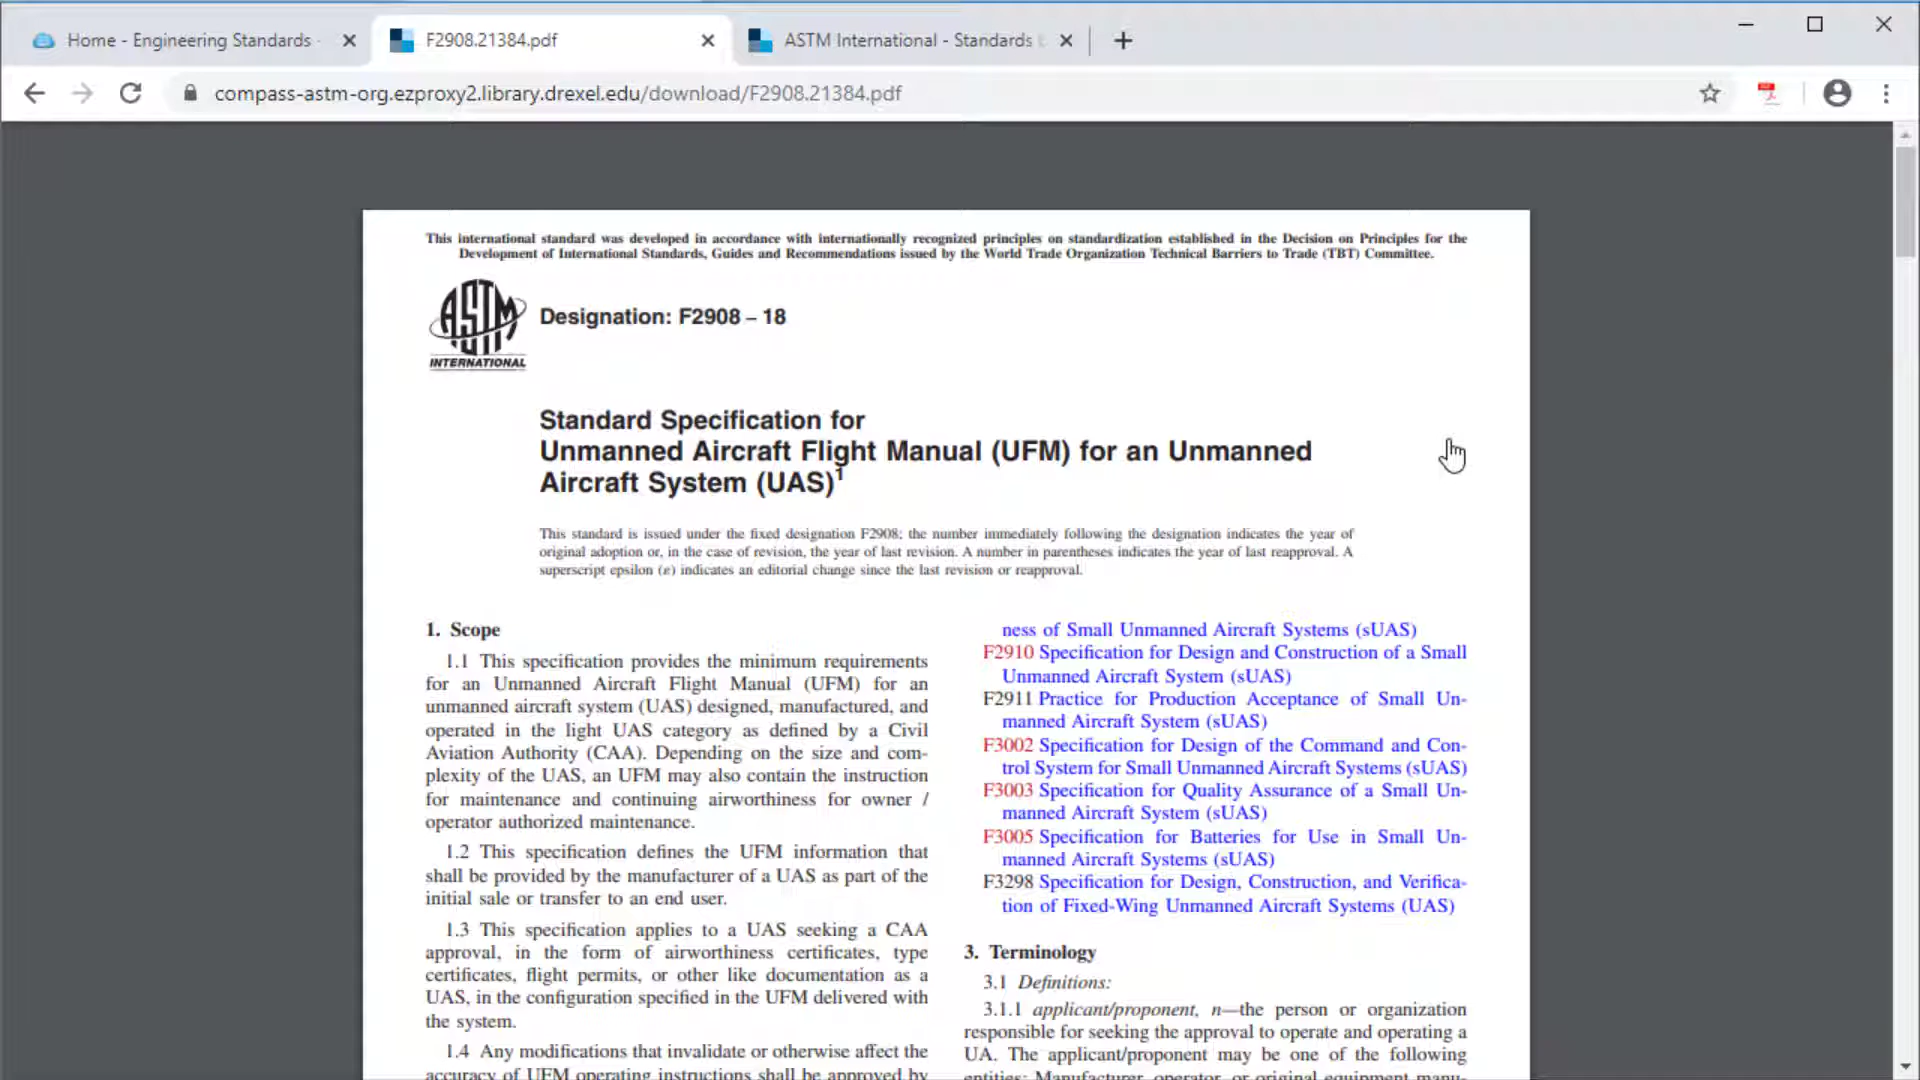 Home - Engineering Standards -
F2908.21384.pdf
ASTM International - Standards
compass-astm-org.ezproxy2.library.drexel.edu/download/F2908.21384.pdf
This international standard was developed in accordance with internationally recognized principles on standardization established in the Decision on Principles for the
Development of International Standards, Guides and Recommendations issued by the World Trade Organization Technical Barriers to Trade (TBT) Committee.
ASTM
INTERNATIONAL
Designation: F2908 – 18
Standard Specification for
Unmanned Aircraft Flight Manual (UFM) for an Unmanned
Aircraft System (UAS)1
This standard is issued under the fixed designation F2908; the number immediately following the designation indicates the year of
original adoption or, in the case of revision, the year of last revision. A number in parentheses indicates the year of last reapproval. A
superscript epsilon (ε) indicates an editorial change since the last revision or reapproval.
1. Scope
1.1 This specification provides the minimum requirements
for an Unmanned Aircraft Flight Manual (UFM) for an
unmanned aircraft system (UAS) designed, manufactured, and
operated in the light UAS category as defined by a Civil
Aviation Authority (CAA). Depending on the size and com-
plexity of the UAS, an UFM may also contain the instruction
for maintenance and continuing airworthiness for owner /
operator authorized maintenance.
1.2 This specification defines the UFM information that
shall be provided by the manufacturer of a UAS as part of the
initial sale or transfer to an end user.
1.3 This specification applies to a UAS seeking a CAA
approval, in the form of airworthiness certificates, type
certificates, flight permits, or other like documentation as a
UAS, in the configuration specified in the UFM delivered with
the system.
1.4 Any modifications that invalidate or otherwise affect the
accuracy of UFM operating instructions shall be approved by
ness of Small Unmanned Aircraft Systems (sUAS)
F2910 Specification for Design and Construction of a Small
Unmanned Aircraft System (sUAS)
F2911 Practice for Production Acceptance of Small Un-
manned Aircraft System (sUAS)
F3002 Specification for Design of the Command and Con-
trol System for Small Unmanned Aircraft Systems (sUAS)
F3003 Specification for Quality Assurance of a Small Un-
manned Aircraft System (sUAS)
F3005 Specification for Batteries for Use in Small Un-
manned Aircraft Systems (sUAS)
F3298 Specification for Design, Construction, and Verifica-
tion of Fixed-Wing Unmanned Aircraft Systems (UAS)
3. Terminology
3.1 Definitions:
3.1.1 applicant/proponent, n—the person or organization
responsible for seeking the approval to operate and operating a
UA. The applicant/proponent may be one of the following
entities: Manufacturer, operator, or original equipment manu-